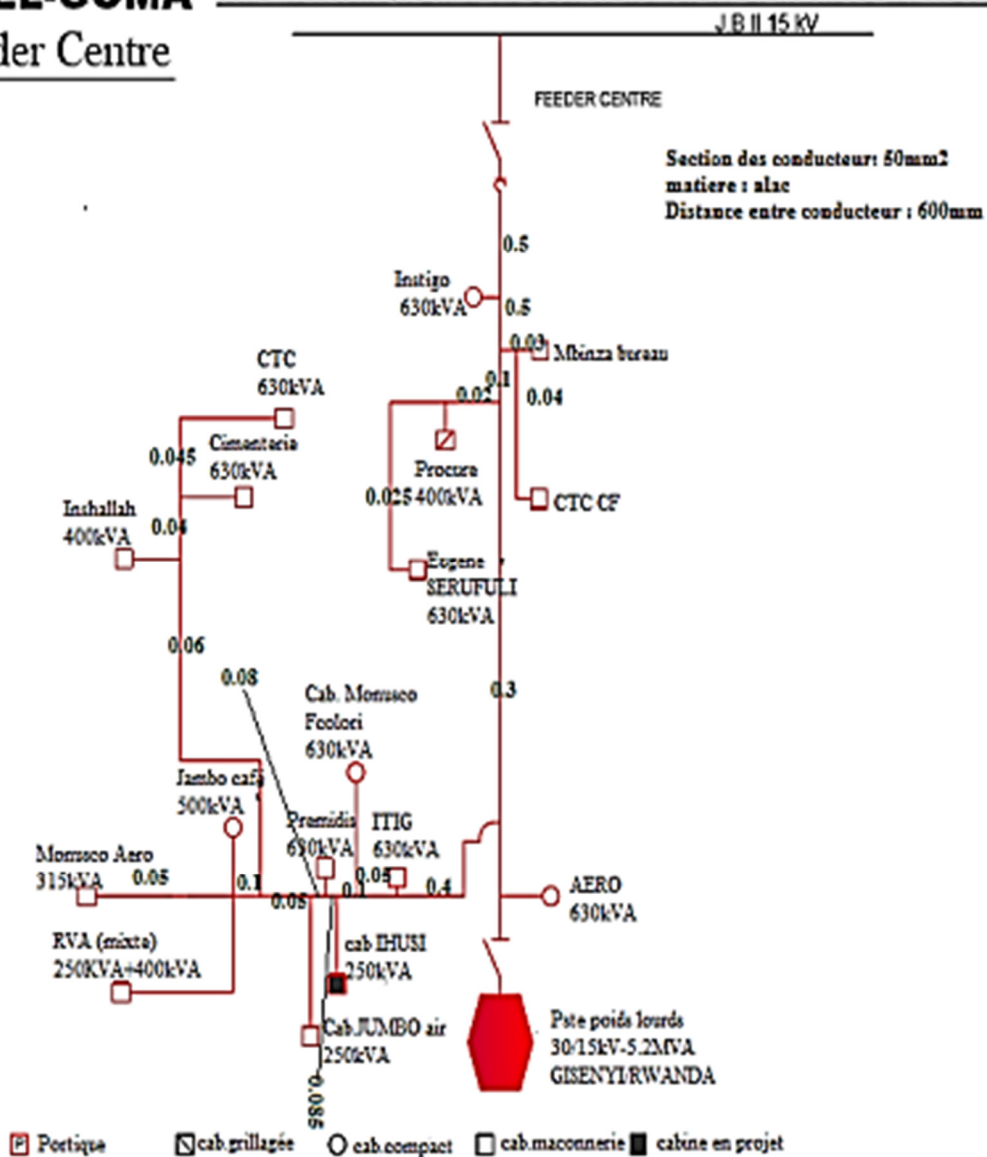 EL-GOMA
der Centre
J B II 15 kV
FEEDER CENTRE
Section des conducteur: 50mm2
matiere : alac
Distance entre conducteur : 600mm
0.5
Instigo
630kVA
0.5
0.03
Mbinza bureau
CTC
630kVA
0.1
0.02
0.04
0.045
Cimenteria
630kVA
Procure
400kVA
0.025
CTC CF
Inshallah
400kVA
0.04
Eugene
SERUFULI
630kVA
0.06
0.08
0.3
Cab. Monusco
Fcolori
630kVA
Jambo café
500kVA
Premidis
630kVA
ITIG
630kVA
Monusco Aero
315kVA
0.05
0.1
0.05
0.1
0.05
0.4
AERO
630kVA
RVA (mixte)
250KVA+400kVA
cab IHUSI
250kVA
Cab.JUMBO air
250kVA
0.085
Pste poids lourds
30/15kV-5.2MVA
GISENYI/RWANDA
P Portique
cab.grillagée
cab.compact
cab.maconnerie
cabine en projet